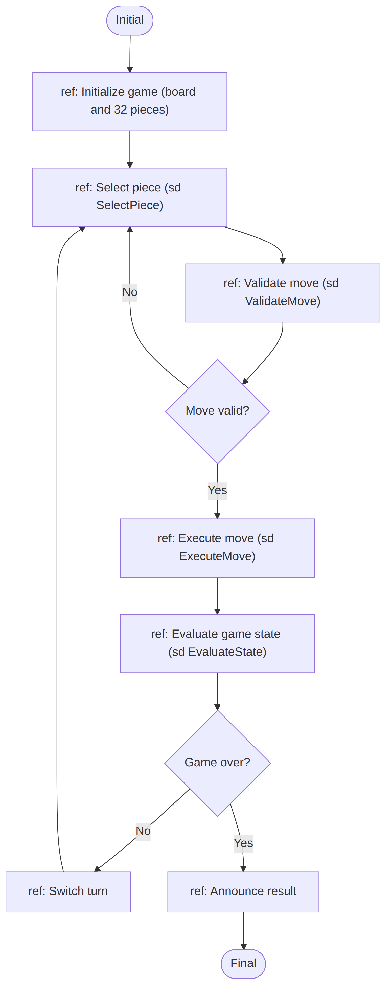 Initial
ref: Initialize game (board
and 32 pieces)
ref: Select piece (sd
SelectPiece)
ref: Validate move (sd
ValidateMove)
No
Move valid?
Yes
ref: Execute move (sd
ExecuteMove)
ref: Evaluate game state
(sd EvaluateState)
Game over?
No
Yes
ref: Switch turn
ref: Announce result
Final